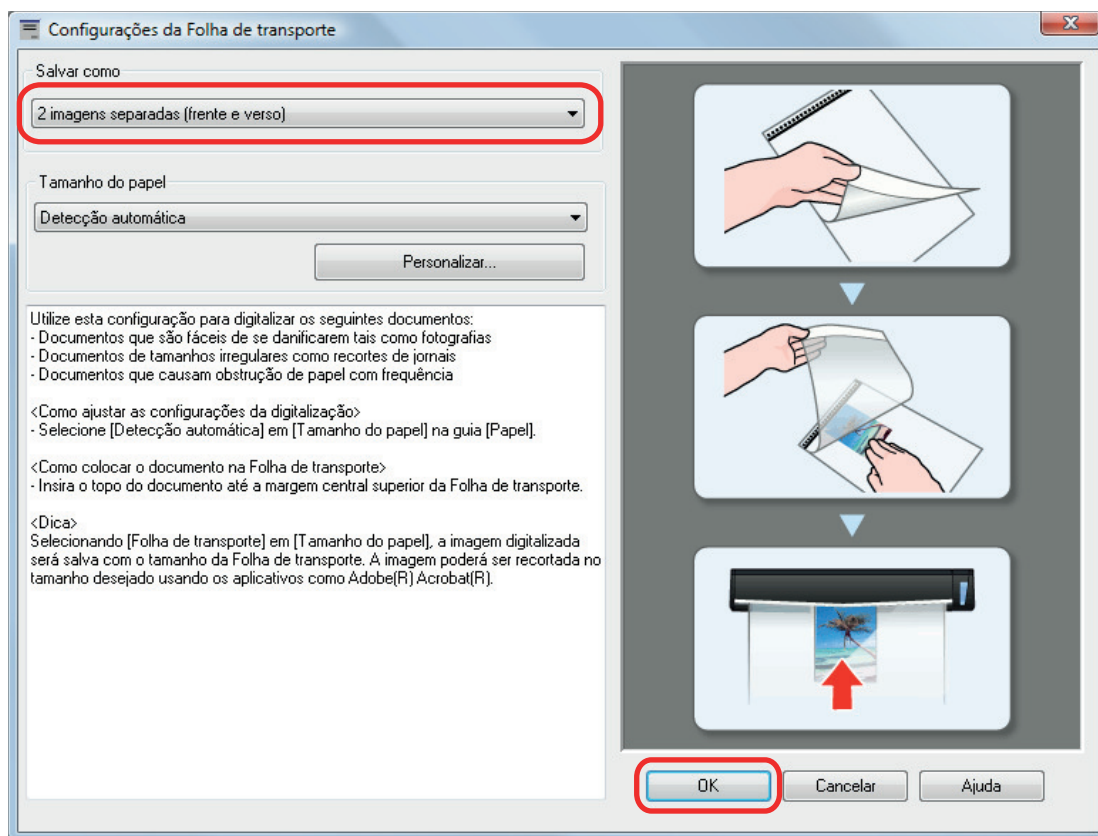 Configurações da Folha de transporte
Salvar como
2 imagens separadas (frente e verso)
Tamanho do papel
Detecção automática
Personalizar...
Utilize esta configuração para digitalizar os seguintes documentos:
- Documentos que são fáceis de se danificarem tais como fotografias
- Documentos de tamanhos irregulares como recortes de jornais
- Documentos que causam obstrução de papel com frequência
<Como ajustar as configurações da digitalização>
- Selecione [Detecção automática] em [Tamanho do papel] na guia [Papel].
<Como colocar o documento na Folha de transporte>
- Insira o topo do documento até a margem central superior da Folha de transporte.
<Dica>
Selecionando [Folha de transporte] em [Tamanho do papel], a imagem digitalizada
será salva com o tamanho da Folha de transporte. A imagem poderá ser recortada no
tamanho desejado usando os aplicativos como Adobe(R) Acrobat(R).
OK
Cancelar
Ajuda